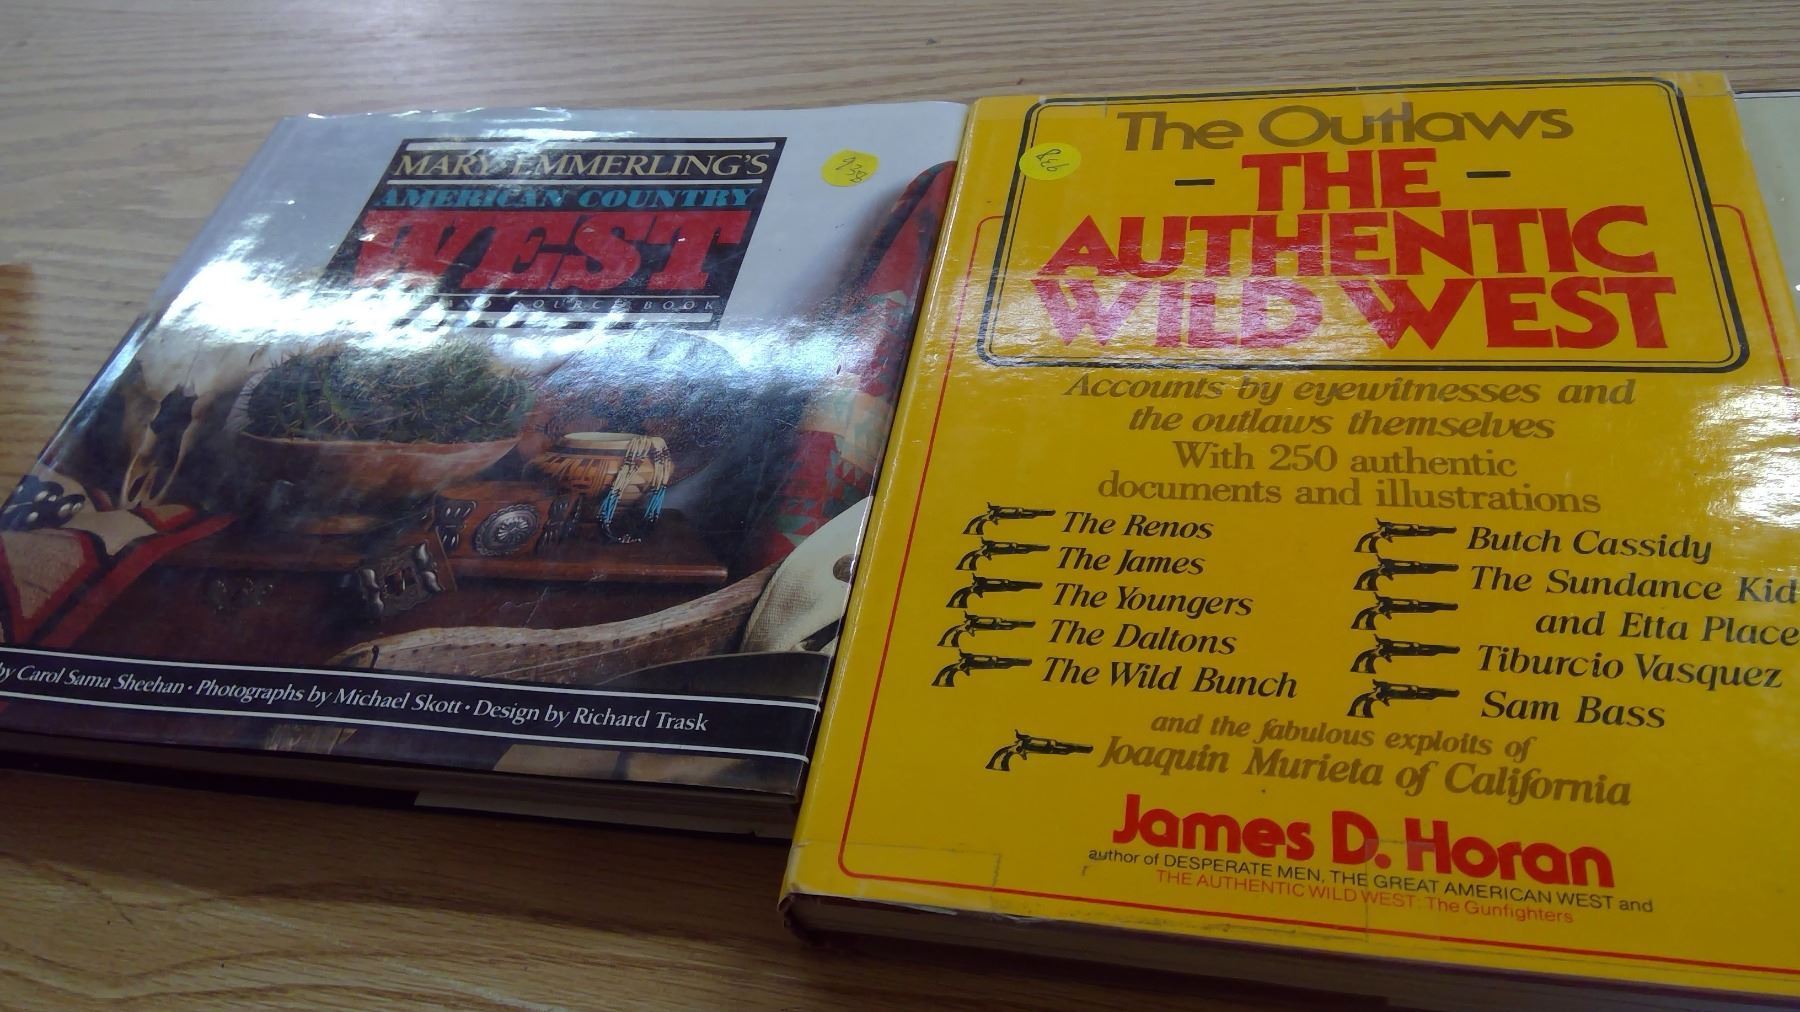 MARY EMMERLING'S
AMERICAN COUNTRY
WEST
AND SOURCE BOOK
by Carol Sama Sheehan • Photographs by Michael Skott • Design by Richard Trask
The Outlaws
- THE -
AUTHENTIC
WILD WEST
Accounts by eyewitnesses and
the outlaws themselves
With 250 authentic
documents and illustrations
The Renos
The James
The Youngers
The Daltons
The Wild Bunch
Butch Cassidy
The Sundance Kid
and Etta Place
Tiburcio Vasquez
Sam Bass
and the fabulous exploits of
Joaquin Murieta of California
James D. Horan
author of DESPERATE MEN, THE GREAT AMERICAN WEST and
THE AUTHENTIC WILD WEST: The Gunfighters